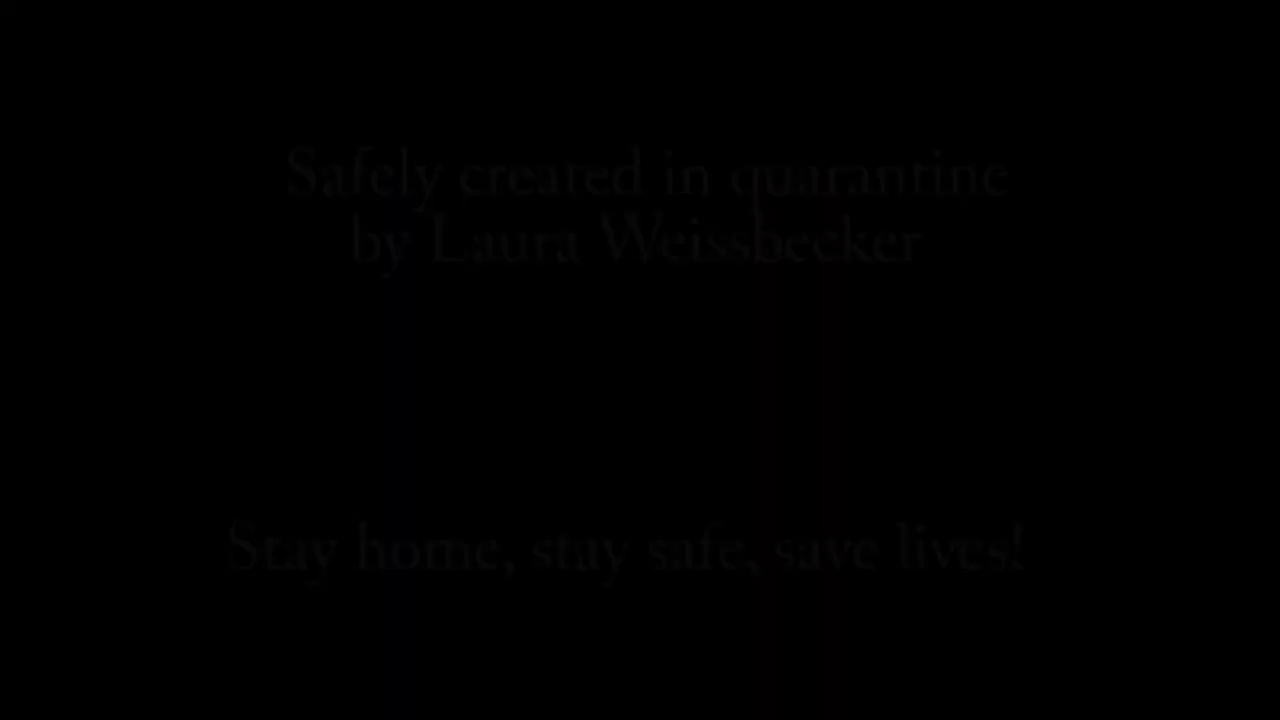 Safely created in quarantine
by Laura Weissbecker
Stay home, stay safe, save lives!